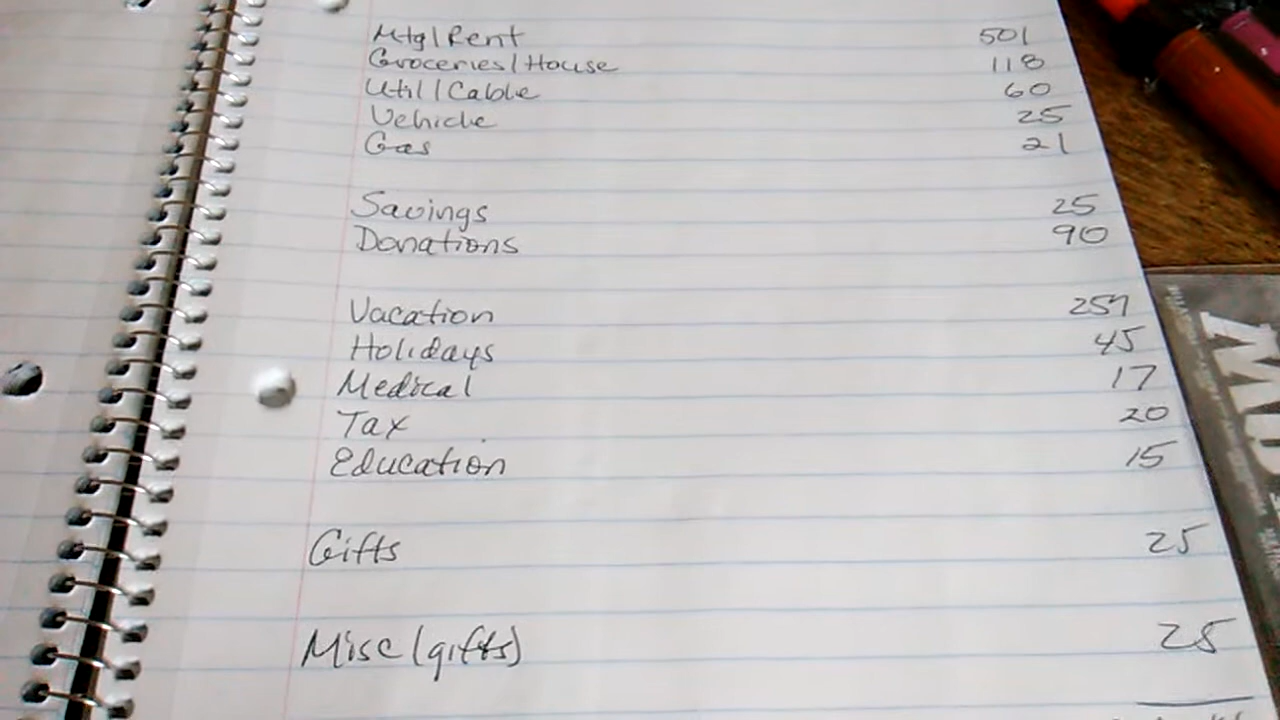 Mtg/Rent 501
Groceries/House 118
Util/Cable 60
Vehicle 25
Gas 21
Savings 25
Donations 90
Vacation 257
Holidays 45
Medical 17
Tax 20
Education 15
Gifts 25
Misc (gifts) 25